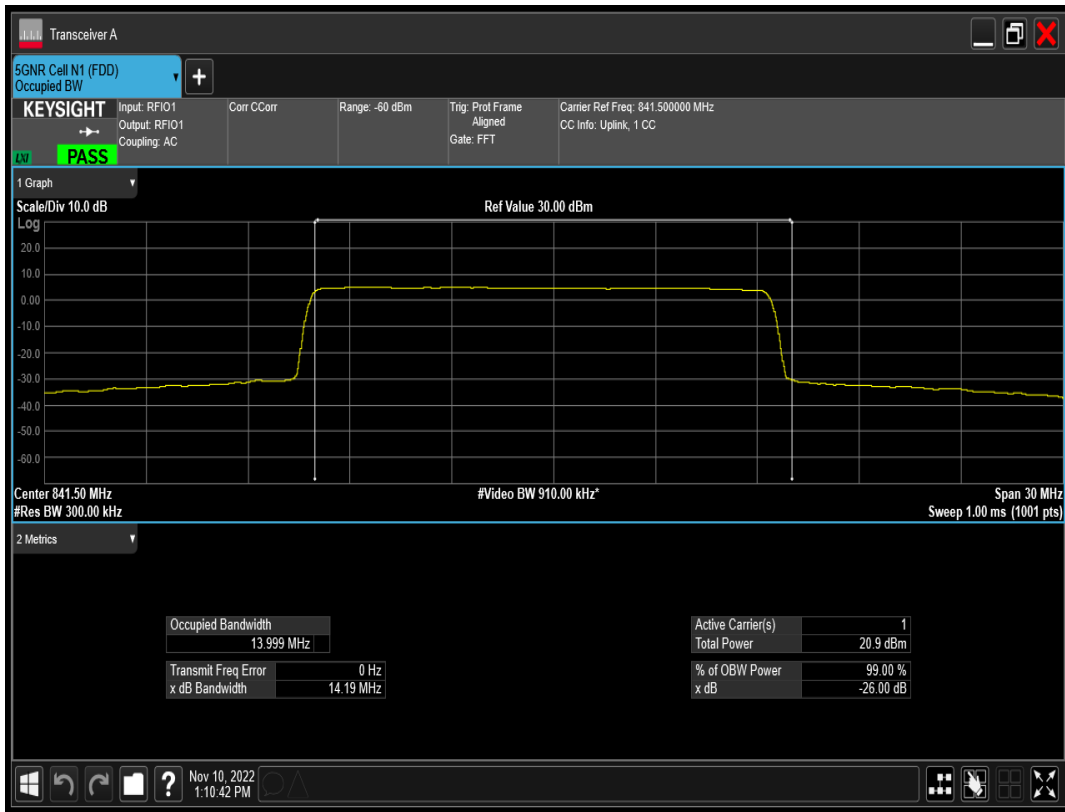 Transceiver A
5GNR Cell N1 (FDD)
Occupied BW
+
KEYSIGHT
LXI
PASS
Input: RFIO1
Output: RFIO1
Coupling: AC
Corr CCorr
Range: -60 dBm
Trig: Prot Frame
Aligned
Gate: FFT
Carrier Ref Freq: 841.500000 MHz
CC Info: Uplink, 1 CC
1 Graph
Scale/Div 10.0 dB
Ref Value 30.00 dBm
Log
20.0
10.0
0.00
-10.0
-20.0
-30.0
-40.0
-50.0
-60.0
Center 841.50 MHz
#Video BW 910.00 kHz*
Span 30 MHz
#Res BW 300.00 kHz
Sweep 1.00 ms (1001 pts)
2 Metrics
Occupied Bandwidth
13.999 MHz
Transmit Freq Error 0 Hz
x dB Bandwidth 14.19 MHz
Active Carrier(s) 1
Total Power 20.9 dBm
% of OBW Power 99.00 %
x dB -26.00 dB
?
Nov 10, 2022
1:10:42 PM